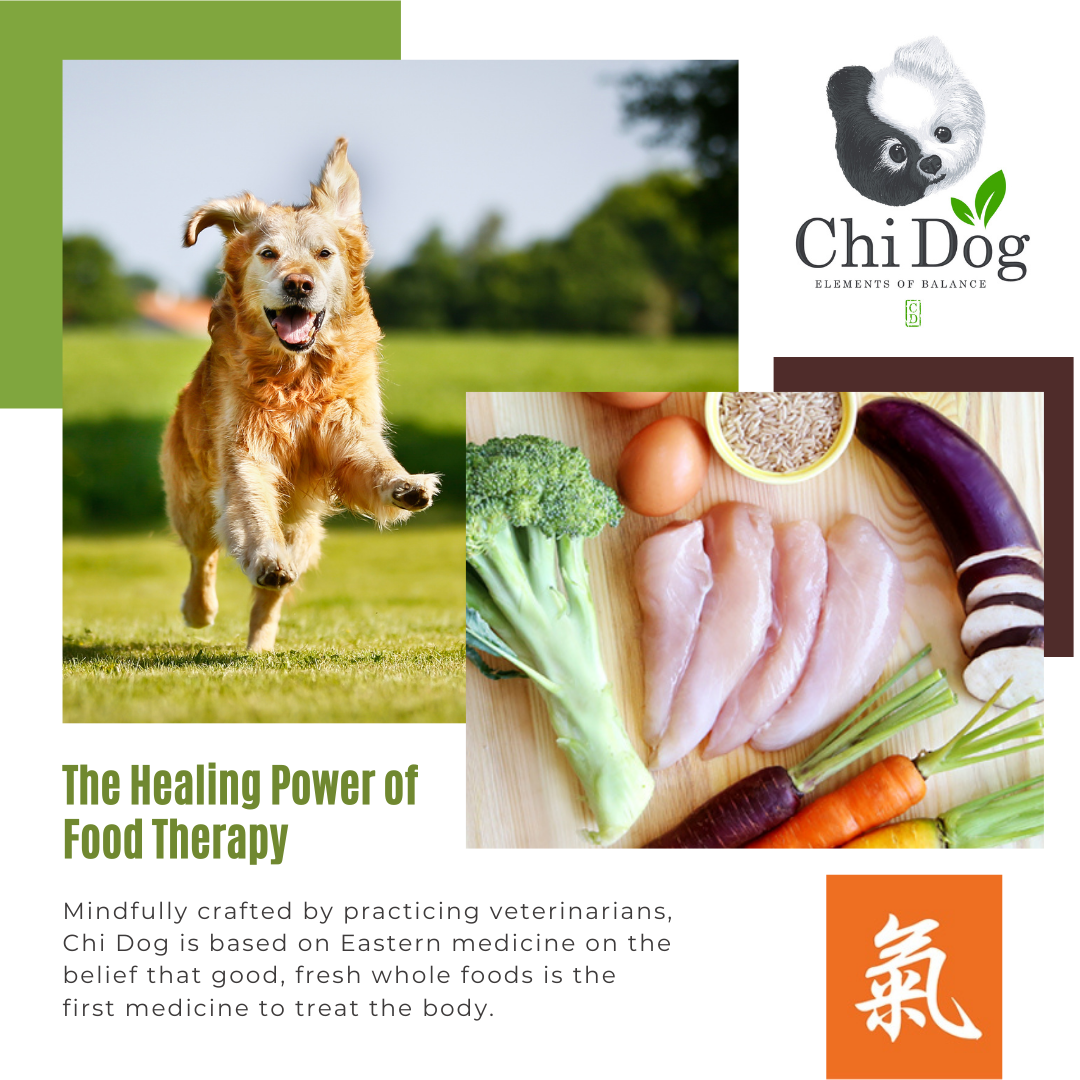 Chi Dog
ELEMENTS OF BALANCE
CD
The Healing Power of
Food Therapy
Mindfully crafted by practicing veterinarians,
Chi Dog is based on Eastern medicine on the
belief that good, fresh whole foods is the
first medicine to treat the body.
氣